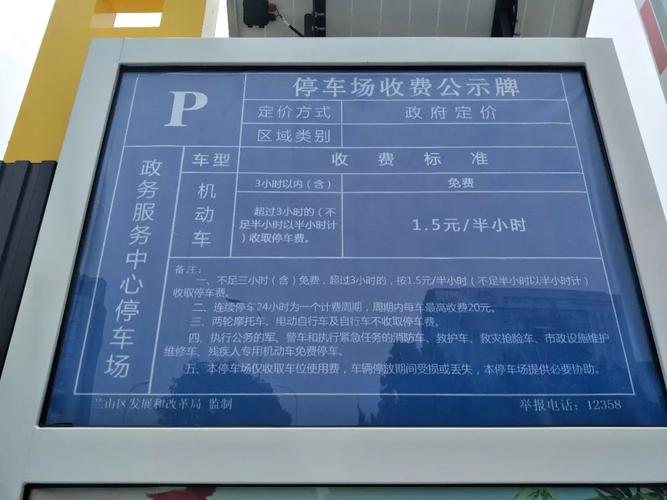 P
停车场收费公示牌
定价方式 政府定价
区域类别
政务服务中心停车场
车型 收费标准
机动车
3小时以内(含) 免费
超过3小时的(不
足半小时以半小时计
)收取停车费。
1.5元/半小时
备注:
一、不足三小时(含)免费,超过3小时的,按1.5元/半小时(不足半小时以半小时计)
收取停车费。
二、连续停车24小时为一个计费周期,周期内每车最高收费20元。
三、两轮摩托车、电动自行车及自行车不收取停车费。
四、执行公务的军、警车和执行紧急任务的消防车、救护车、救灾抢险车、市政设施维护
维修车、残疾人专用机动车免费停车。
五、本停车场仅收取车位使用费,车辆停放期间受损或丢失,本停车场提供必要协助。
兰山区发展和改革局 监制 举报电话:12358